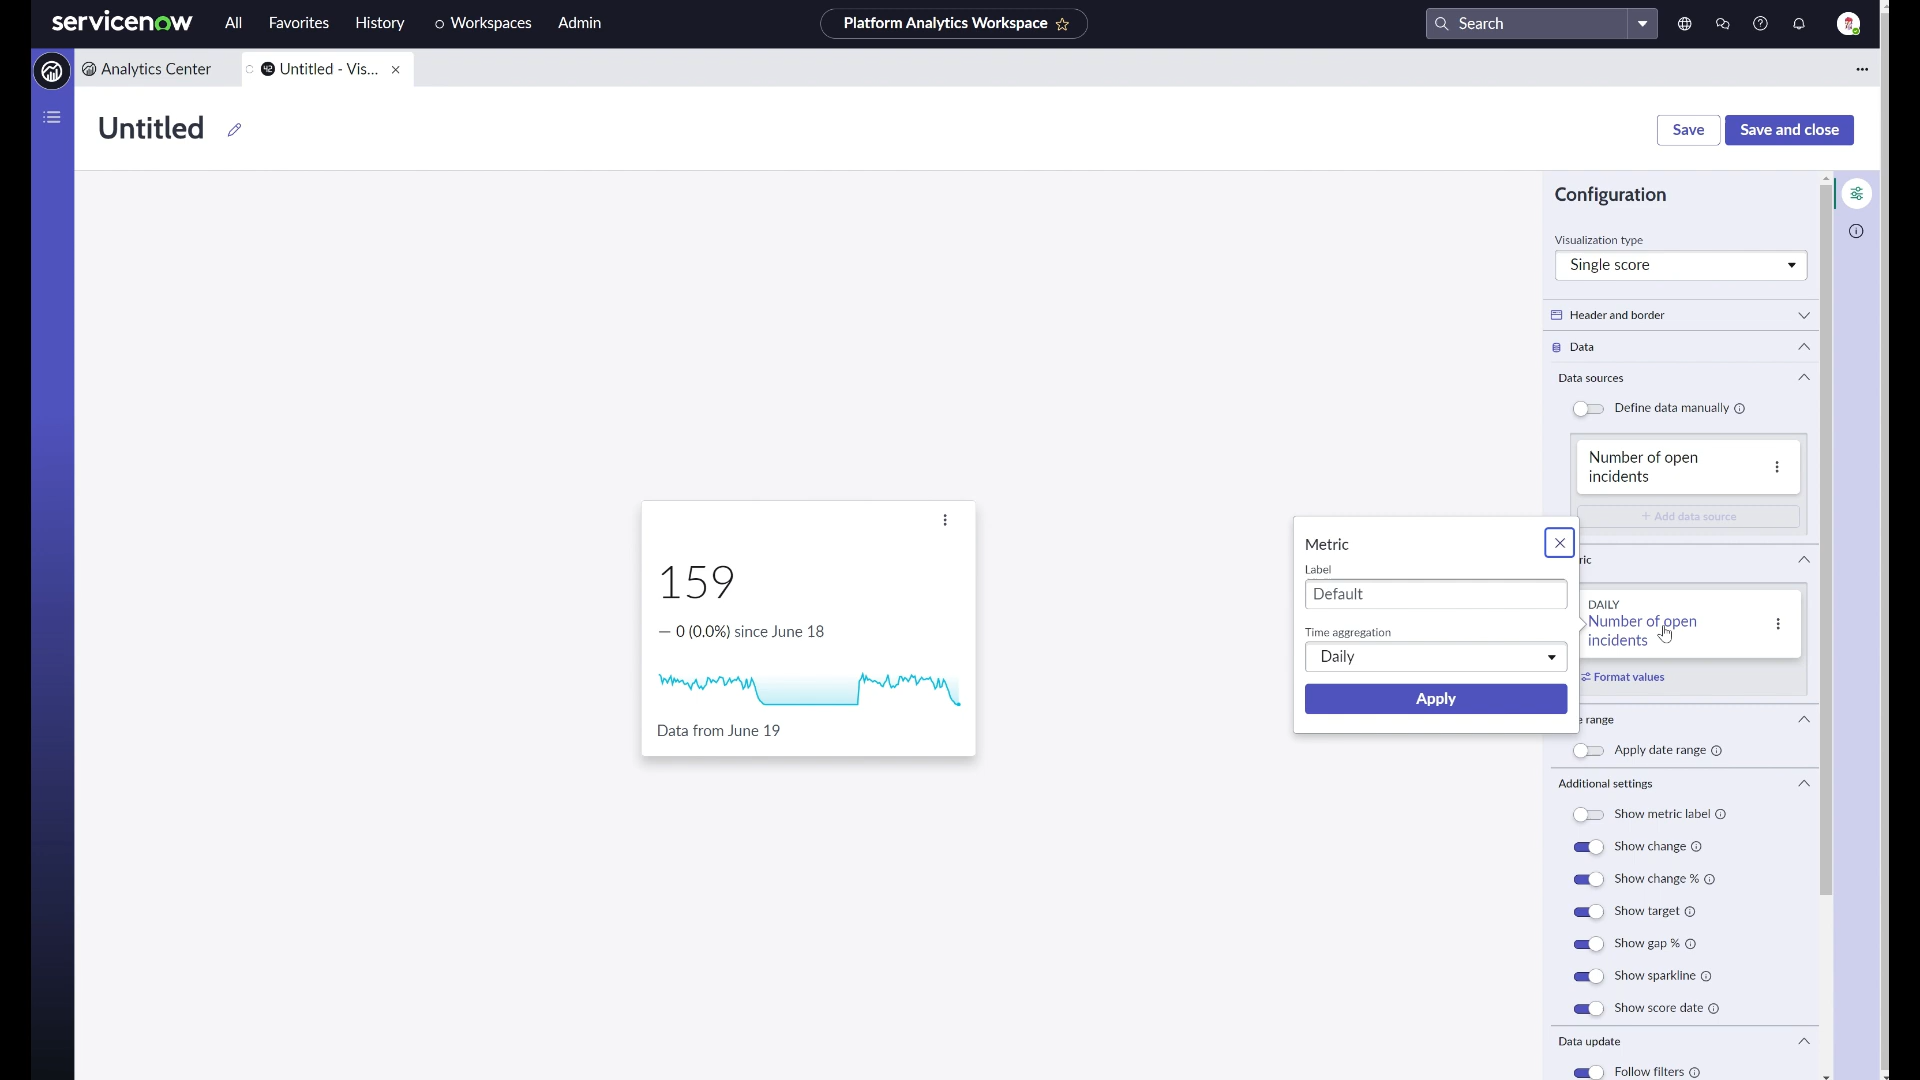 servicenow
All
Favorites
History
Workspaces
Admin
Platform Analytics Workspace
Search
Analytics Center
Untitled - Vis...
Untitled
Save
Save and close
Configuration
Visualization type
Single score
Header and border
Data
Data sources
Define data manually
Number of open
incidents
+ Add data source
159
— 0 (0.0%) since June 18
Data from June 19
Metric
Label
Default
Time aggregation
Daily
Apply
ric
DAILY
Number of open
incidents
Format values
e range
Apply date range
Additional settings
Show metric label
Show change
Show change %
Show target
Show gap %
Show sparkline
Show score date
Data update
Follow filters